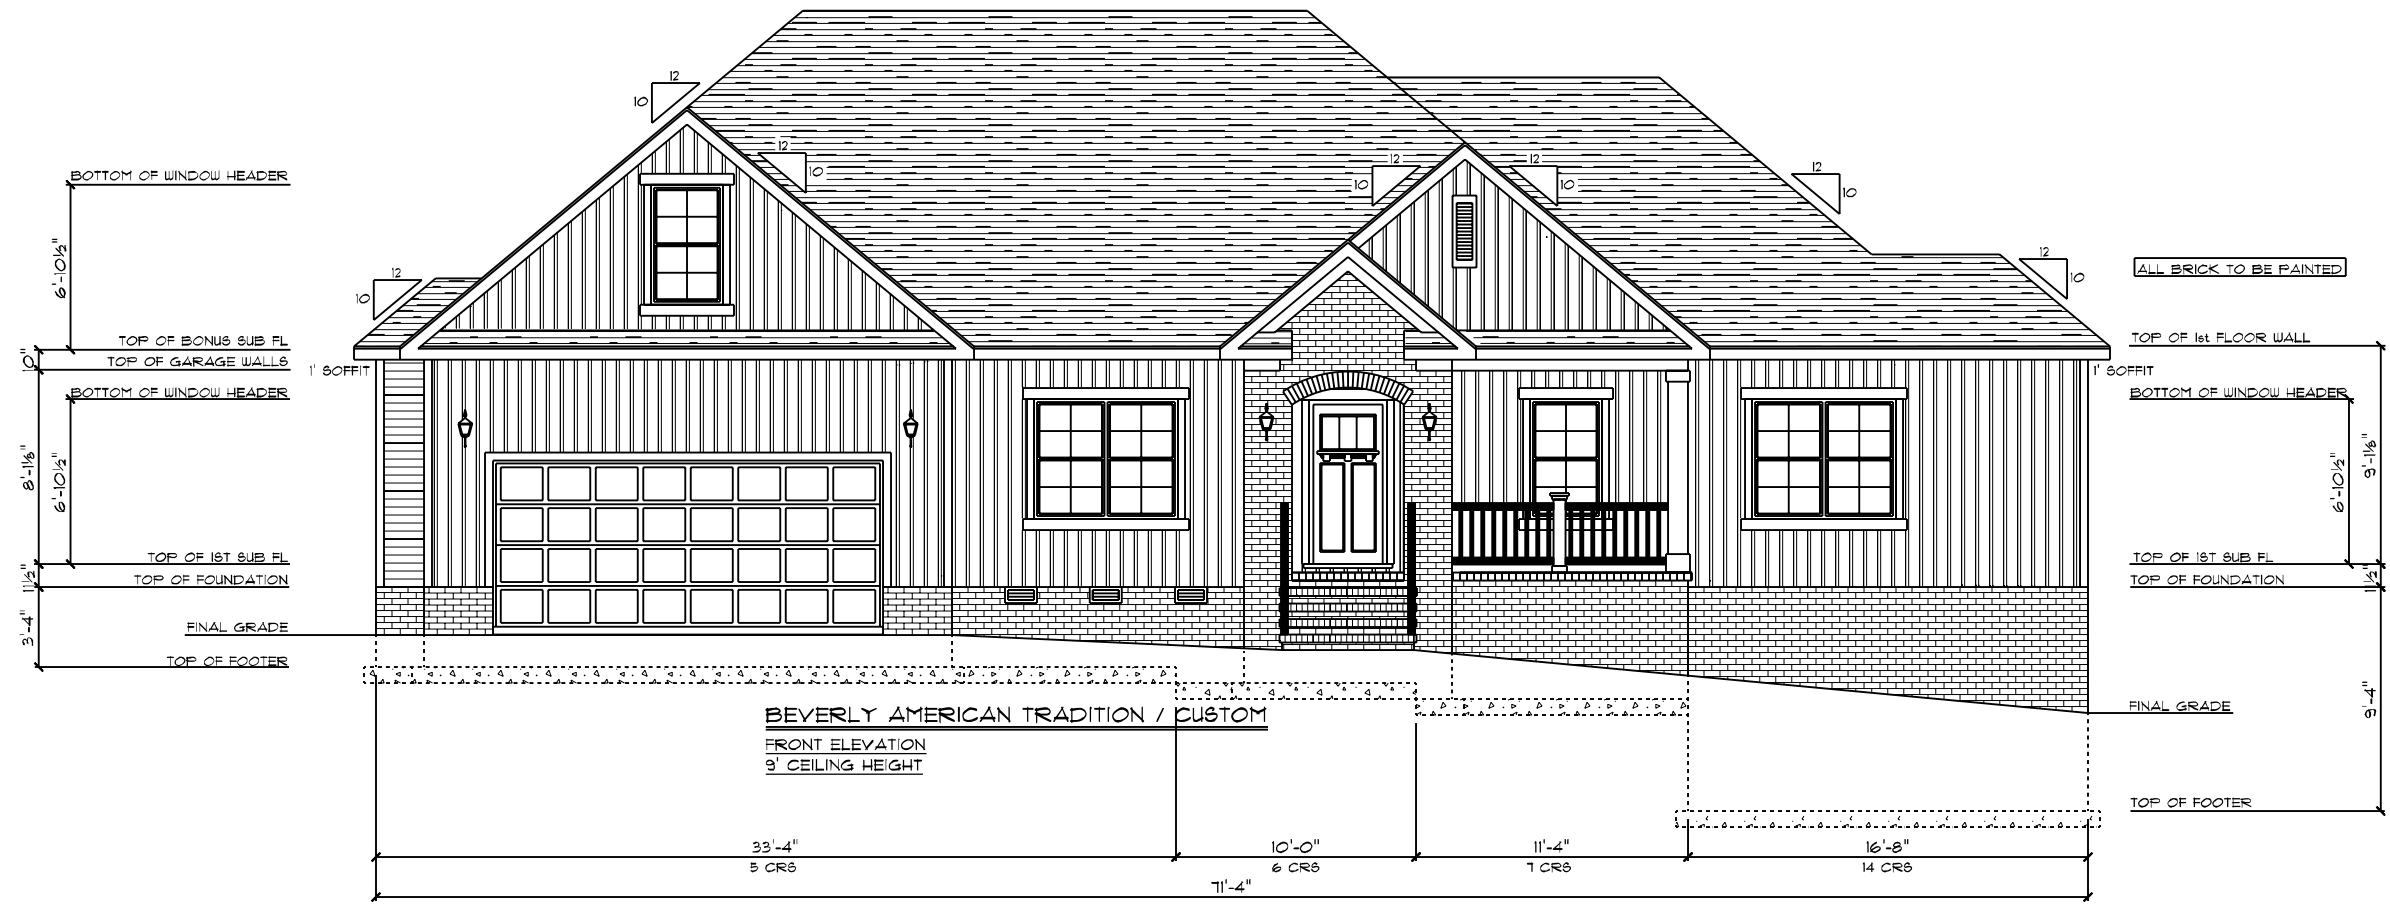 12
10
12
10
BOTTOM OF WINDOW HEADER
12
10
12
10
12
10
6'-10½"
12
10
12
10
ALL BRICK TO BE PAINTED
TOP OF BONUS SUB FL
TOP OF 1st FLOOR WALL
10"
TOP OF GARAGE WALLS
1' SOFFIT
1' SOFFIT
BOTTOM OF WINDOW HEADER
BOTTOM OF WINDOW HEADER
8'-1⅛"
6'-10½"
6'-10½"
9'-1⅛"
TOP OF 1ST SUB FL
TOP OF 1ST SUB FL
11½"
TOP OF FOUNDATION
TOP OF FOUNDATION
11½"
3'-4"
FINAL GRADE
TOP OF FOOTER
9'-4"
FINAL GRADE
BEVERLY AMERICAN TRADITION / CUSTOM
FRONT ELEVATION
9' CEILING HEIGHT
TOP OF FOOTER
33'-4"
10'-0"
11'-4"
16'-8"
5 CRS
6 CRS
7 CRS
14 CRS
71'-4"